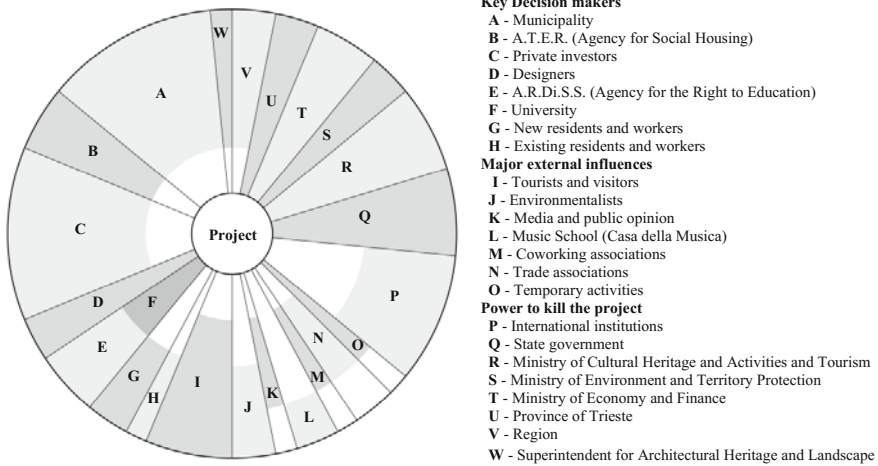 Key Decision makers
A - Municipality
B - A.T.E.R. (Agency for Social Housing)
C - Private investors
D - Designers
E - A.R.Di.S.S. (Agency for the Right to Education)
F - University
G - New residents and workers
H - Existing residents and workers
Major external influences
I - Tourists and visitors
J - Environmentalists
K - Media and public opinion
L - Music School (Casa della Musica)
M - Coworking associations
N - Trade associations
O - Temporary activities
Power to kill the project
P - International institutions
Q - State government
R - Ministry of Cultural Heritage and Activities and Tourism
S - Ministry of Environment and Territory Protection
T - Ministry of Economy and Finance
U - Province of Trieste
V - Region
W - Superintendent for Architectural Heritage and Landscape
Project
A
B
C
D
E
F
G
H
I
J
K
L
M
N
O
P
Q
R
S
T
U
V
W